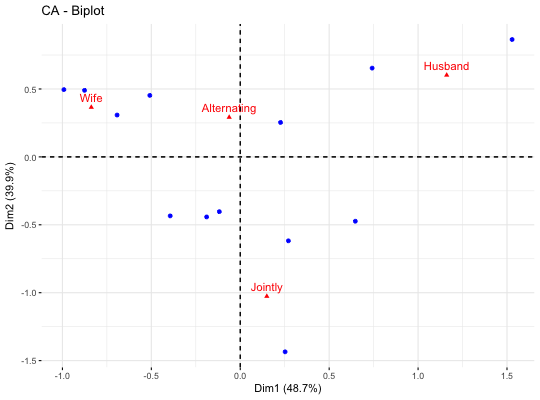 CA - Biplot
Husband
Wife
Alternating
Jointly
0.5
0.0
-0.5
-1.0
-1.5
Dim2 (39.9%)
-1.0 -0.5 0.0 0.5 1.0 1.5
Dim1 (48.7%)